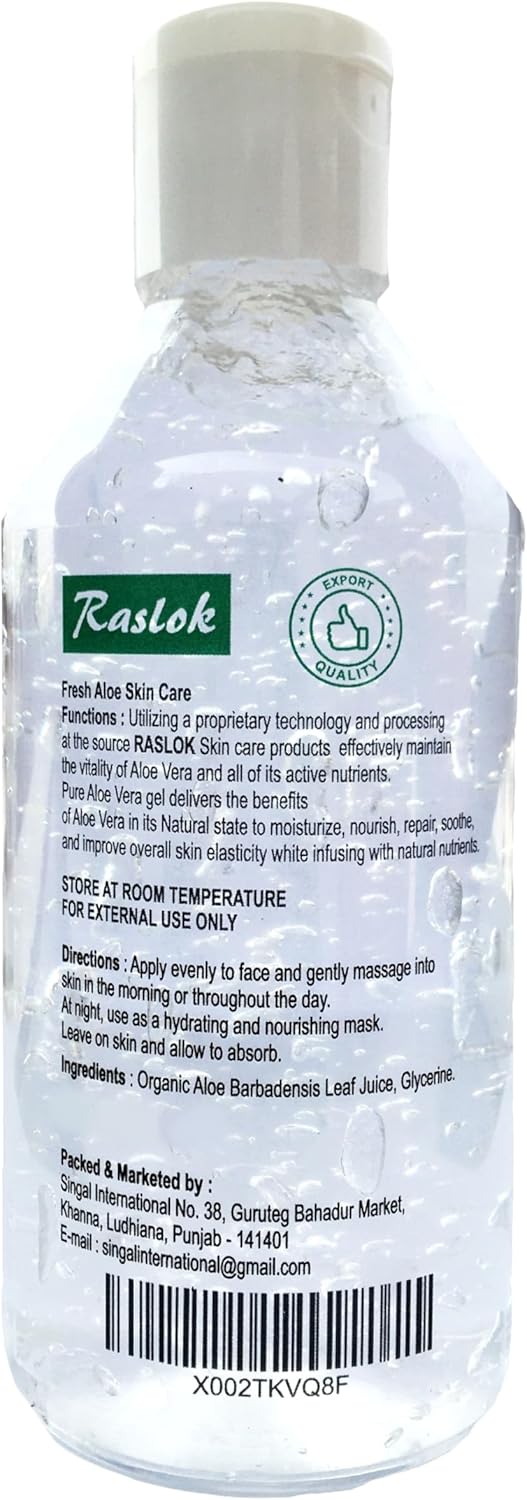 Raslok
EXPORT
QUALITY
Fresh Aloe Skin Care
Functions : Utilizing a proprietary technology and processing
at the source RASLOK Skin care products effectively maintain
the vitality of Aloe Vera and all of its active nutrients.
Pure Aloe Vera gel delivers the benefits
of Aloe Vera in its Natural state to moisturize, nourish, repair, soothe,
and improve overall skin elasticity white infusing with natural nutrients.
STORE AT ROOM TEMPERATURE
FOR EXTERNAL USE ONLY
Directions : Apply evenly to face and gently massage into
skin in the morning or throughout the day.
At night, use as a hydrating and nourishing mask.
Leave on skin and allow to absorb.
Ingredients : Organic Aloe Barbadensis Leaf Juice, Glycerine.
Packed & Marketed by :
Singal International No. 38, Guruteg Bahadur Market,
Khanna, Ludhiana, Punjab - 141401
E-mail : singalinternational@gmail.com
X002TKVQ8F